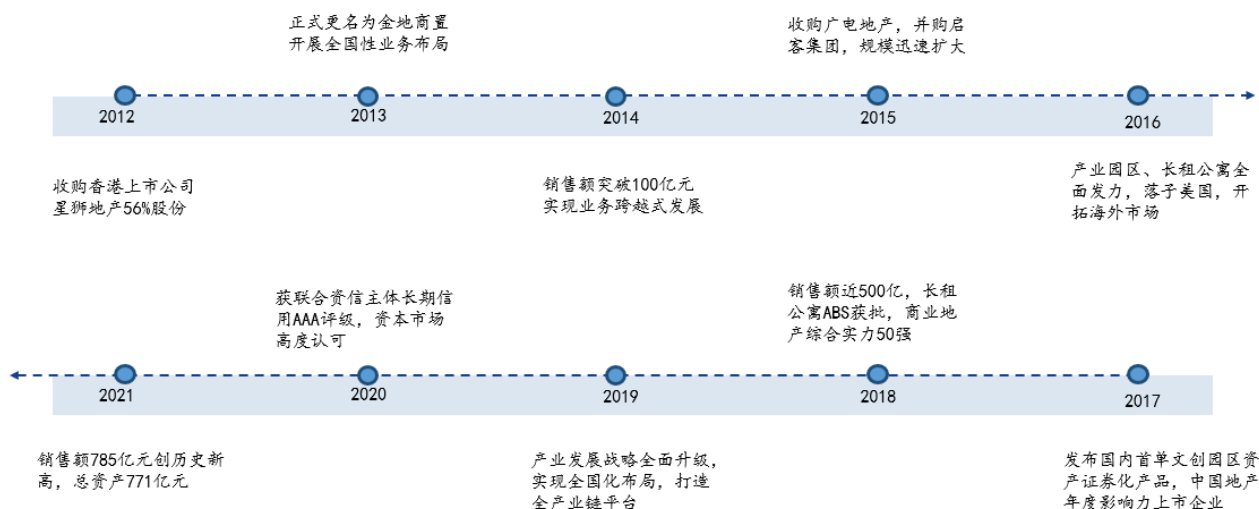 正式更名为金地商置
开展全国性业务布局
收购广电地产，并购启
客集团，规模迅速扩大
2012
2013
2014
2015
2016
收购香港上市公司
星狮地产56%股份
销售额突破100亿元
实现业务跨越式发展
产业园区、长租公寓全
面发力，落子美国，开
拓海外市场
获联合资信主体长期信
用AAA评级，资本市场
高度认可
销售额近500亿，长租
公寓ABS获批，商业地
产综合实力50强
2021
2020
2019
2018
2017
销售额785亿元创历史新
高，总资产771亿元
产业发展战略全面升级，
实现全国化布局，打造
全产业链平台
发布国内首单文创园区资
产证券化产品，中国地产
年度影响力上市企业